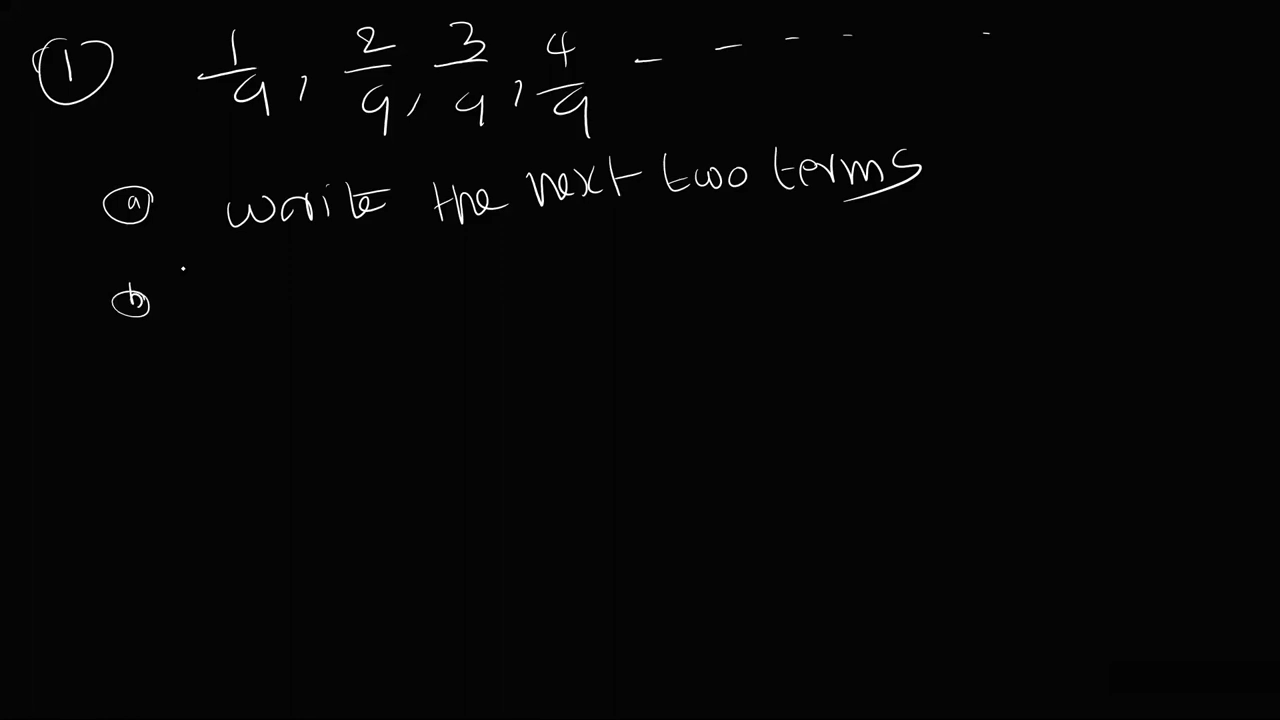 ① 1/9, 2/9, 3/9, 4/9 - - - - -
ⓐ write the next two terms
ⓑ